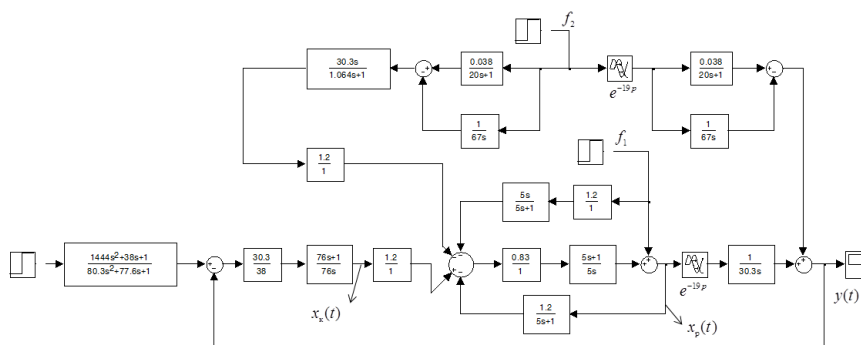 f₂
30.3s
1.064s+1
0.038
20s+1
e⁻¹⁹ᵖ
0.038
20s+1
1
67s
1
67s
f₁
1.2
1
5s
5s+1
1.2
1
1444s²+38s+1
80.3s²+77.6s+1
30.3
38
76s+1
76s
1.2
1
0.83
1
5s+1
5s
e⁻¹⁹ᵖ
1
30.3s
y(t)
xк(t)
1.2
5s+1
xр(t)